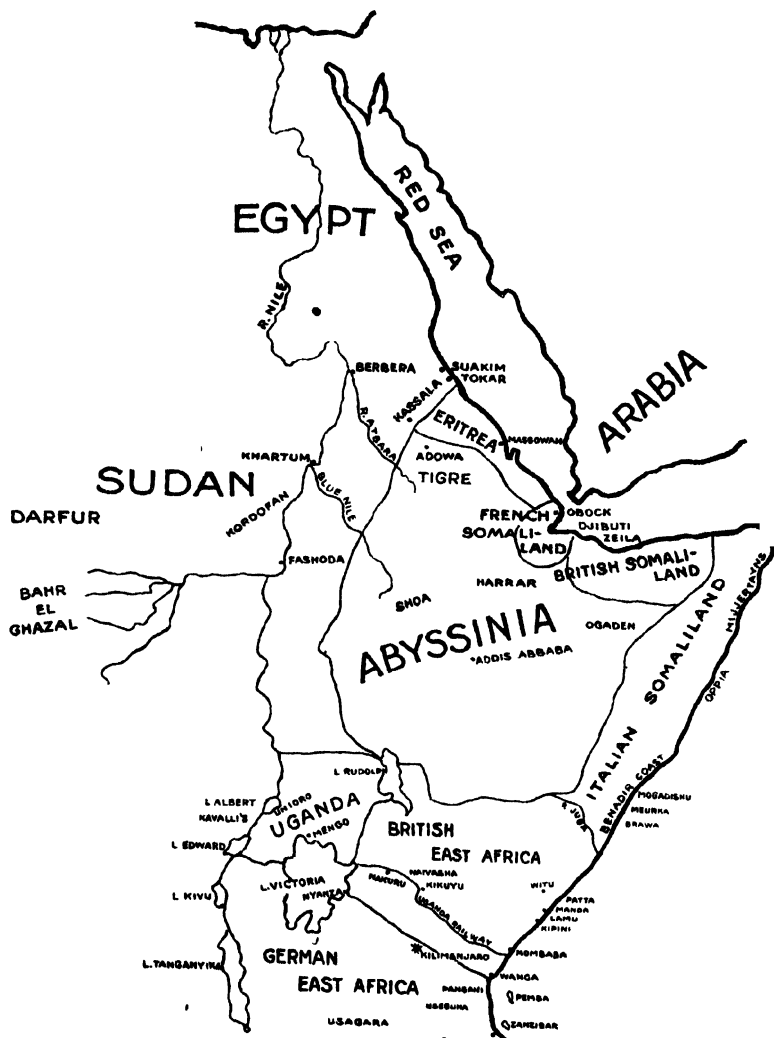 RED SEA
EGYPT
R. NILE
BERBERA
SUAKIM
TOKAR
KASSALA
ARABIA
R. ATBARA
ERITREA
MASSOWAH
ADOWA
TIGRE
KHARTUM
SUDAN
BLUE NILE
KORDOFAN
DARFUR
FRENCH
SOMALI-
LAND
OBOCK
DJIBUTI
ZEILA
FASHODA
BRITISH SOMALI-
LAND
HARRAR
BAHR
EL
GHAZAL
SHOA
ABYSSINIA
OGADEN
ADDIS ABBABA
ITALIAN SOMALILAND
MIJJERTAYNS
OPPIA
L. RUDOLPH
BENADIR COAST
R. JUBA
MOGADISHU
MEURKA
BRAWA
L ALBERT
KAVALLI'S
UNIORO
UGANDA
MENGO
BRITISH
EAST AFRICA
L EDWARD
L. VICTORIA
NYANZA
NAKURU
NAIVASHA
KIKUYU
UGANDA RAILWAY
WITU
PATTA
MANDA
LAMU
KIPINI
L KIVU
GERMAN
EAST AFRICA
KILIMANJARO
MOMBABA
L. TANGANYIKA
WANGA
PANGANI
PEMBA
USAGARA
ZANZIBAR